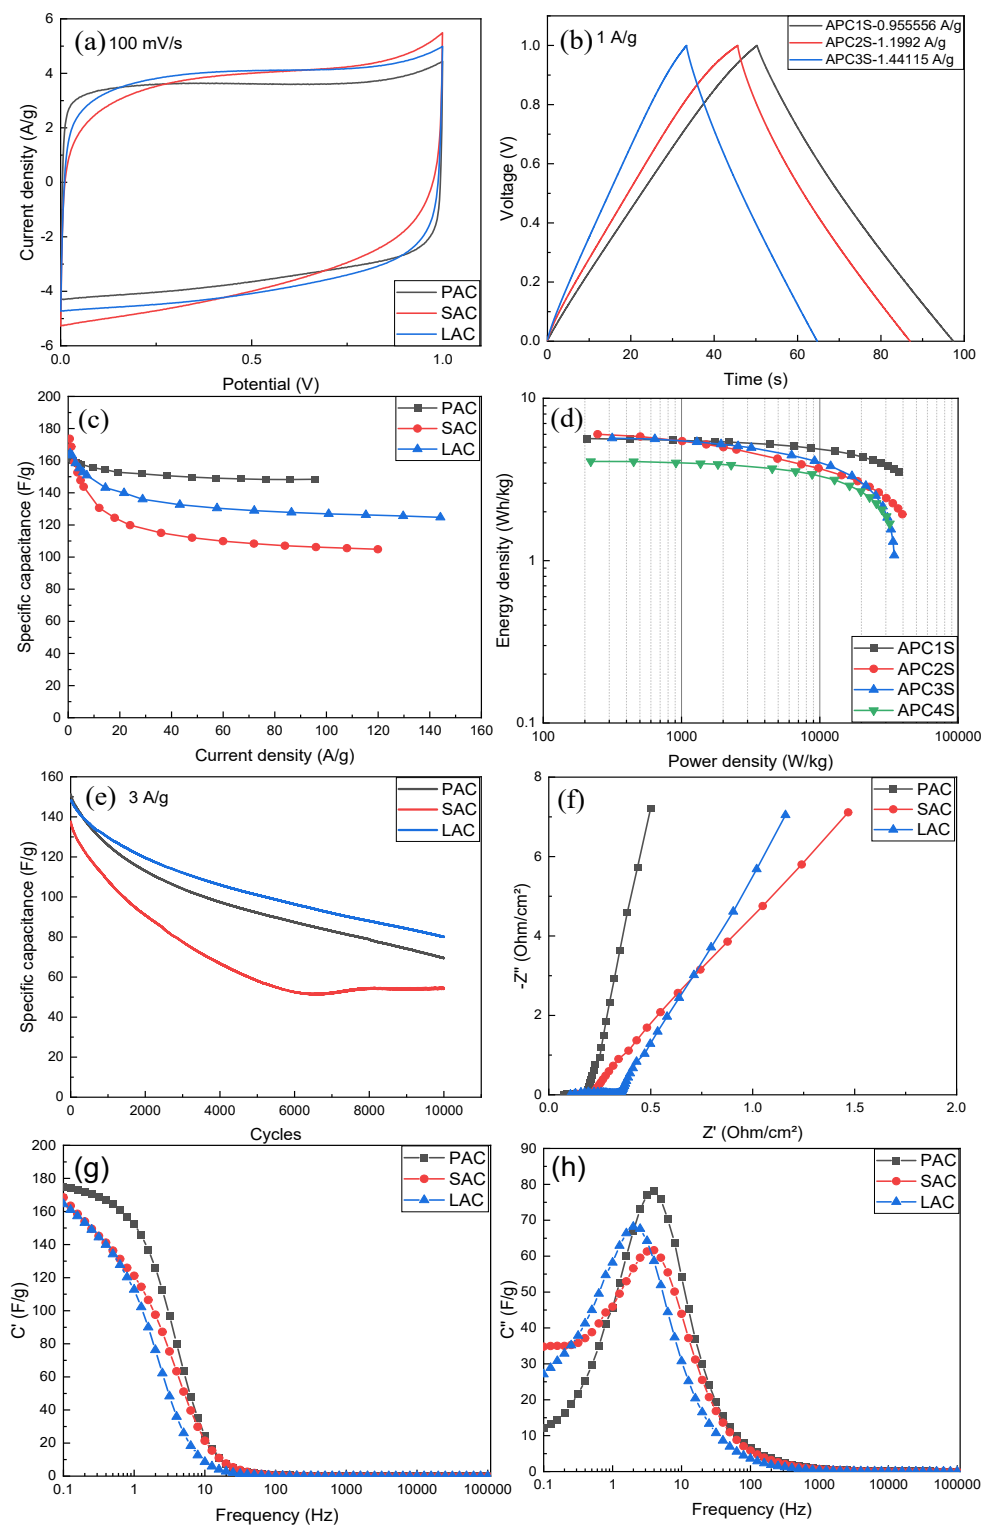 (a) 100 mV/s
6
4
2
0
-2
-4
-6
0.0 0.5 1.0
Current density (A/g)
Potential (V)
PAC
SAC
LAC
(b) 1 A/g
APC1S-0.955556 A/g
APC2S-1.1992 A/g
APC3S-1.44115 A/g
1.0
0.8
0.6
0.4
0.2
0.0
0 20 40 60 80 100
Voltage (V)
Time (s)
(c)
PAC
SAC
LAC
200
180
160
140
120
100
80
60
40
20
0
0 20 40 60 80 100 120 140 160
Specific capacitance (F/g)
Current density (A/g)
(d)
10
1
0.1
100 1000 10000 100000
Energy density (Wh/kg)
Power density (W/kg)
APC1S
APC2S
APC3S
APC4S
(e) 3 A/g
PAC
SAC
LAC
160
140
120
100
80
60
40
20
0
0 2000 4000 6000 8000 10000
Specific capacitance (F/g)
Cycles
(f)
PAC
SAC
LAC
8
6
4
2
0
0.0 0.5 1.0 1.5 2.0
-Z" (Ohm/cm²)
Z' (Ohm/cm²)
(g)
PAC
SAC
LAC
200
180
160
140
120
100
80
60
40
20
0
0.1 1 10 100 1000 10000 100000
C' (F/g)
Frequency (Hz)
(h)
PAC
SAC
LAC
90
80
70
60
50
40
30
20
10
0
0.1 1 10 100 1000 10000 100000
C" (F/g)
Frequency (Hz)